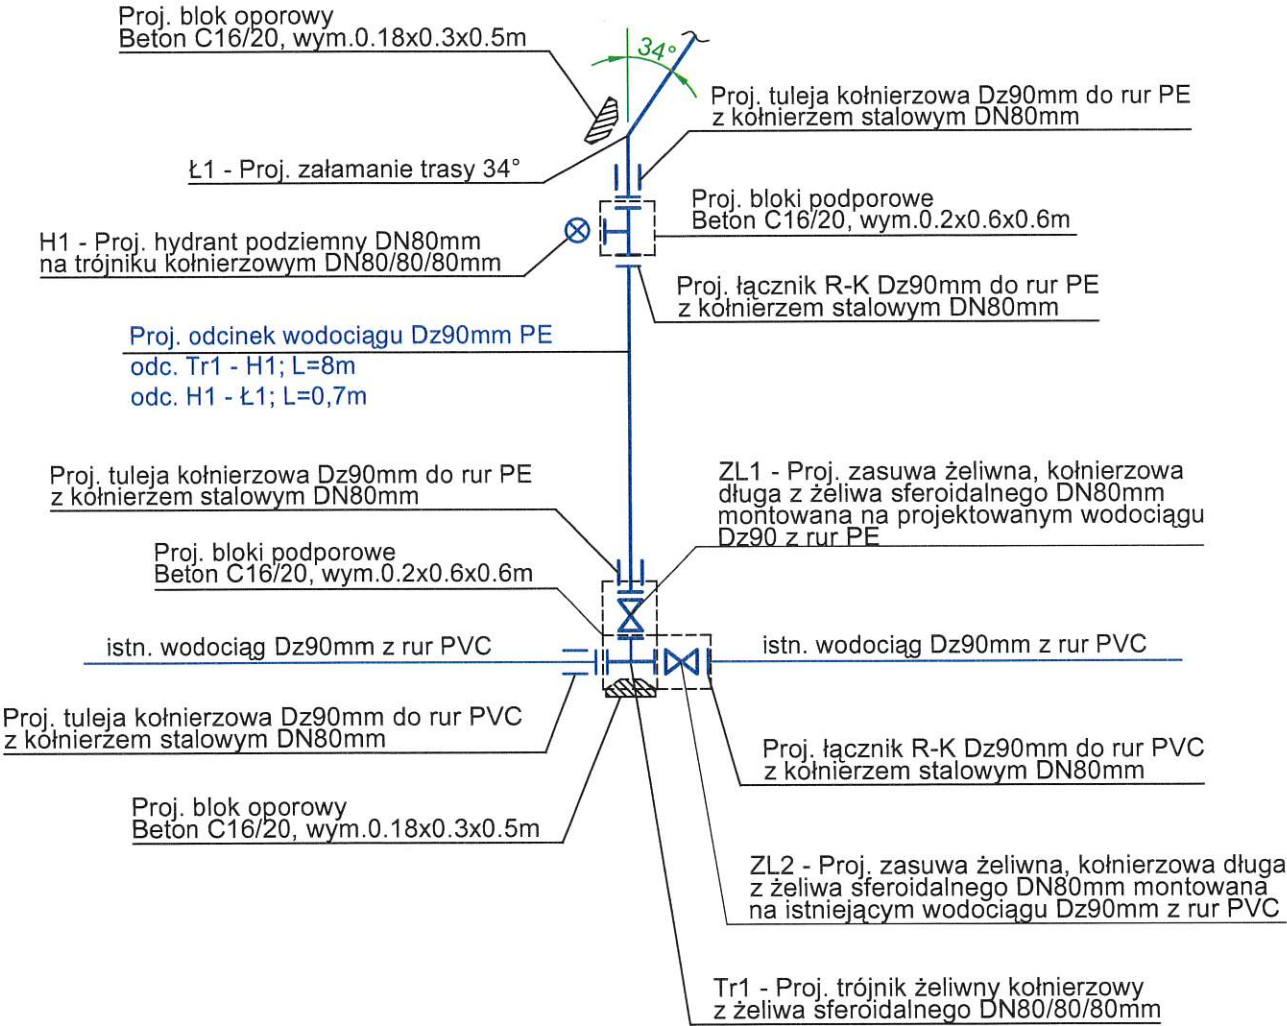 Proj. blok oporowy
Beton C16/20, wym.0.18x0.3x0.5m
34°
Proj. tuleja kołnierzowa Dz90mm do rur PE
z kołnierzem stalowym DN80mm
Ł1 - Proj. załamanie trasy 34°
Proj. bloki podporowe
Beton C16/20, wym.0.2x0.6x0.6m
H1 - Proj. hydrant podziemny DN80mm
na trójniku kołnierzowym DN80/80/80mm
Proj. łącznik R-K Dz90mm do rur PE
z kołnierzem stalowym DN80mm
Proj. odcinek wodociągu Dz90mm PE
odc. Tr1 - H1; L=8m
odc. H1 - Ł1; L=0,7m
Proj. tuleja kołnierzowa Dz90mm do rur PE
z kołnierzem stalowym DN80mm
ZL1 - Proj. zasuwa żeliwna, kołnierzowa
długa z żeliwa sferoidalnego DN80mm
montowana na projektowanym wodociągu
Dz90 z rur PE
Proj. bloki podporowe
Beton C16/20, wym.0.2x0.6x0.6m
istn. wodociąg Dz90mm z rur PVC
istn. wodociąg Dz90mm z rur PVC
Proj. tuleja kołnierzowa Dz90mm do rur PVC
z kołnierzem stalowym DN80mm
Proj. łącznik R-K Dz90mm do rur PVC
z kołnierzem stalowym DN80mm
Proj. blok oporowy
Beton C16/20, wym.0.18x0.3x0.5m
ZL2 - Proj. zasuwa żeliwna, kołnierzowa długa
z żeliwa sferoidalnego DN80mm montowana
na istniejącym wodociągu Dz90mm z rur PVC
Tr1 - Proj. trójnik żeliwny kołnierzowy
z żeliwa sferoidalnego DN80/80/80mm